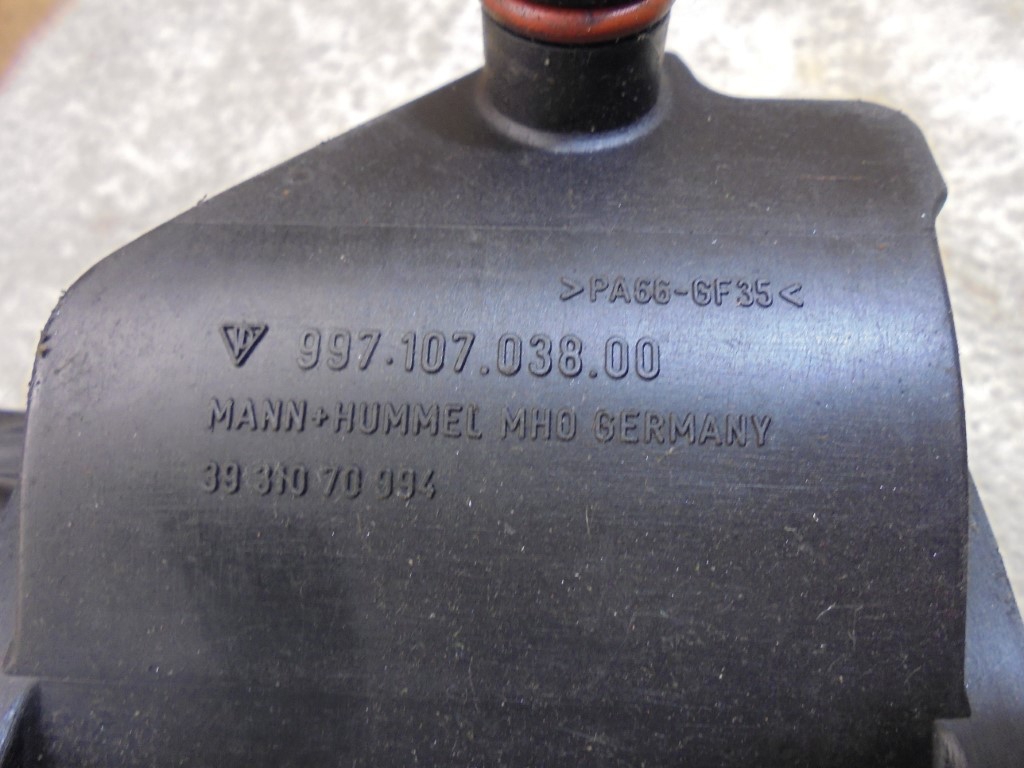 >PA66-GF35<
997.107.038.00
MANN+HUMMEL MHO GERMANY
39 310 70 994